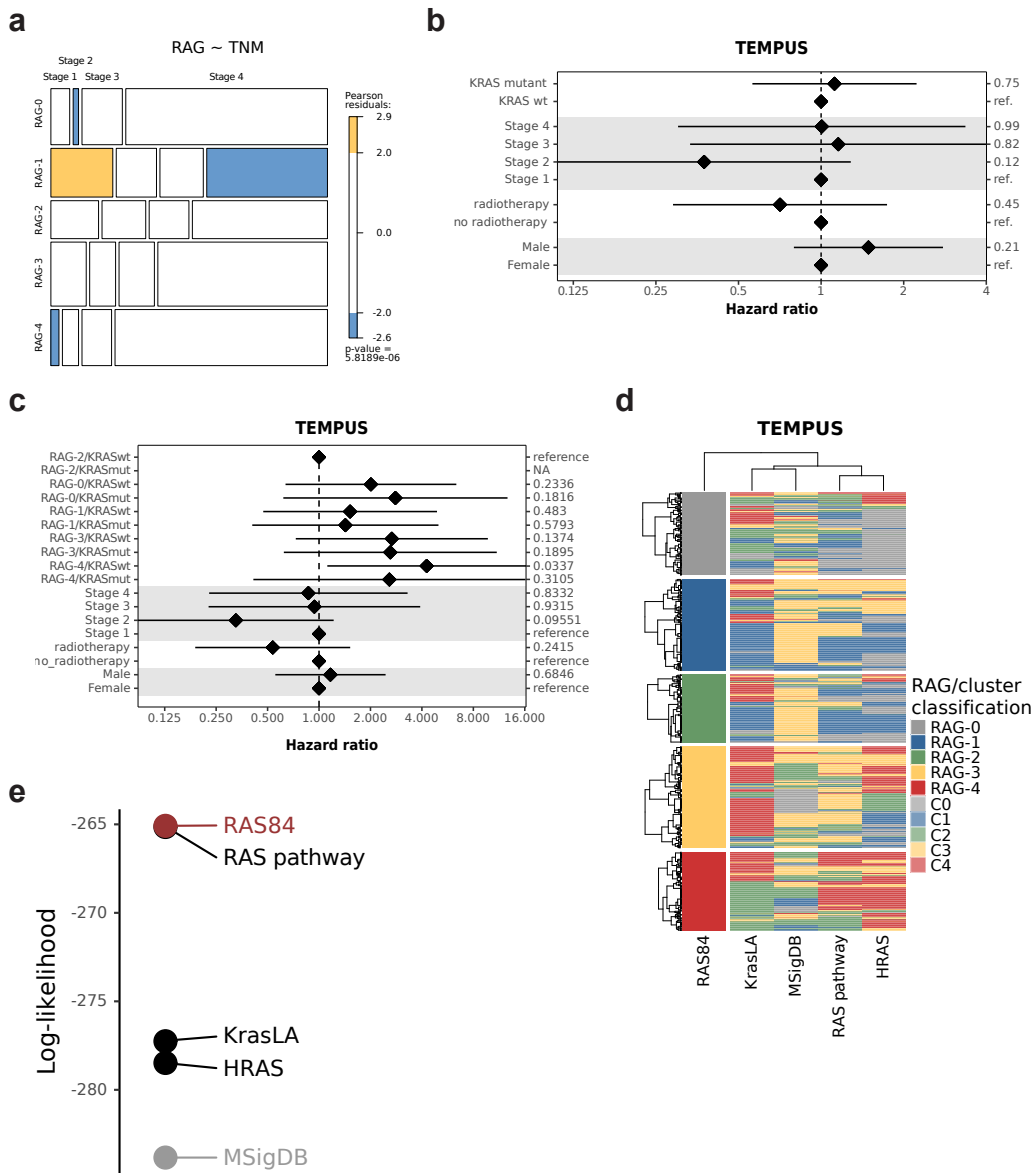 a
RAG ~ TNM
Stage 2
Stage 1 Stage 3 Stage 4
RAG-0
RAG-1
RAG-2
RAG-3
RAG-4
Pearson
residuals:
2.9
2.0
0.0
-2.0
-2.6
p-value =
5.8189e-06
b
TEMPUS
KRAS mutant 0.75
KRAS wt ref.
Stage 4 0.99
Stage 3 0.82
Stage 2 0.12
Stage 1 ref.
radiotherapy 0.45
no radiotherapy ref.
Male 0.21
Female ref.
0.125 0.25 0.5 1 2 4
Hazard ratio
c
TEMPUS
RAG-2/KRASwt reference
RAG-2/KRASmut NA
RAG-0/KRASwt 0.2336
RAG-0/KRASmut 0.1816
RAG-1/KRASwt 0.483
RAG-1/KRASmut 0.5793
RAG-3/KRASwt 0.1374
RAG-3/KRASmut 0.1895
RAG-4/KRASwt 0.0337
RAG-4/KRASmut 0.3105
Stage 4 0.8332
Stage 3 0.9315
Stage 2 0.09551
Stage 1 reference
radiotherapy 0.2415
no_radiotherapy reference
Male 0.6846
Female reference
0.125 0.250 0.500 1.000 2.000 4.000 8.000 16.000
Hazard ratio
d
TEMPUS
RAG/cluster
classification
RAG-0
RAG-1
RAG-2
RAG-3
RAG-4
C0
C1
C2
C3
C4
RAS84
KrasLA
MSigDB
RAS pathway
HRAS
e
Log-likelihood
-265
-270
-275
-280
RAS84
RAS pathway
KrasLA
HRAS
MSigDB